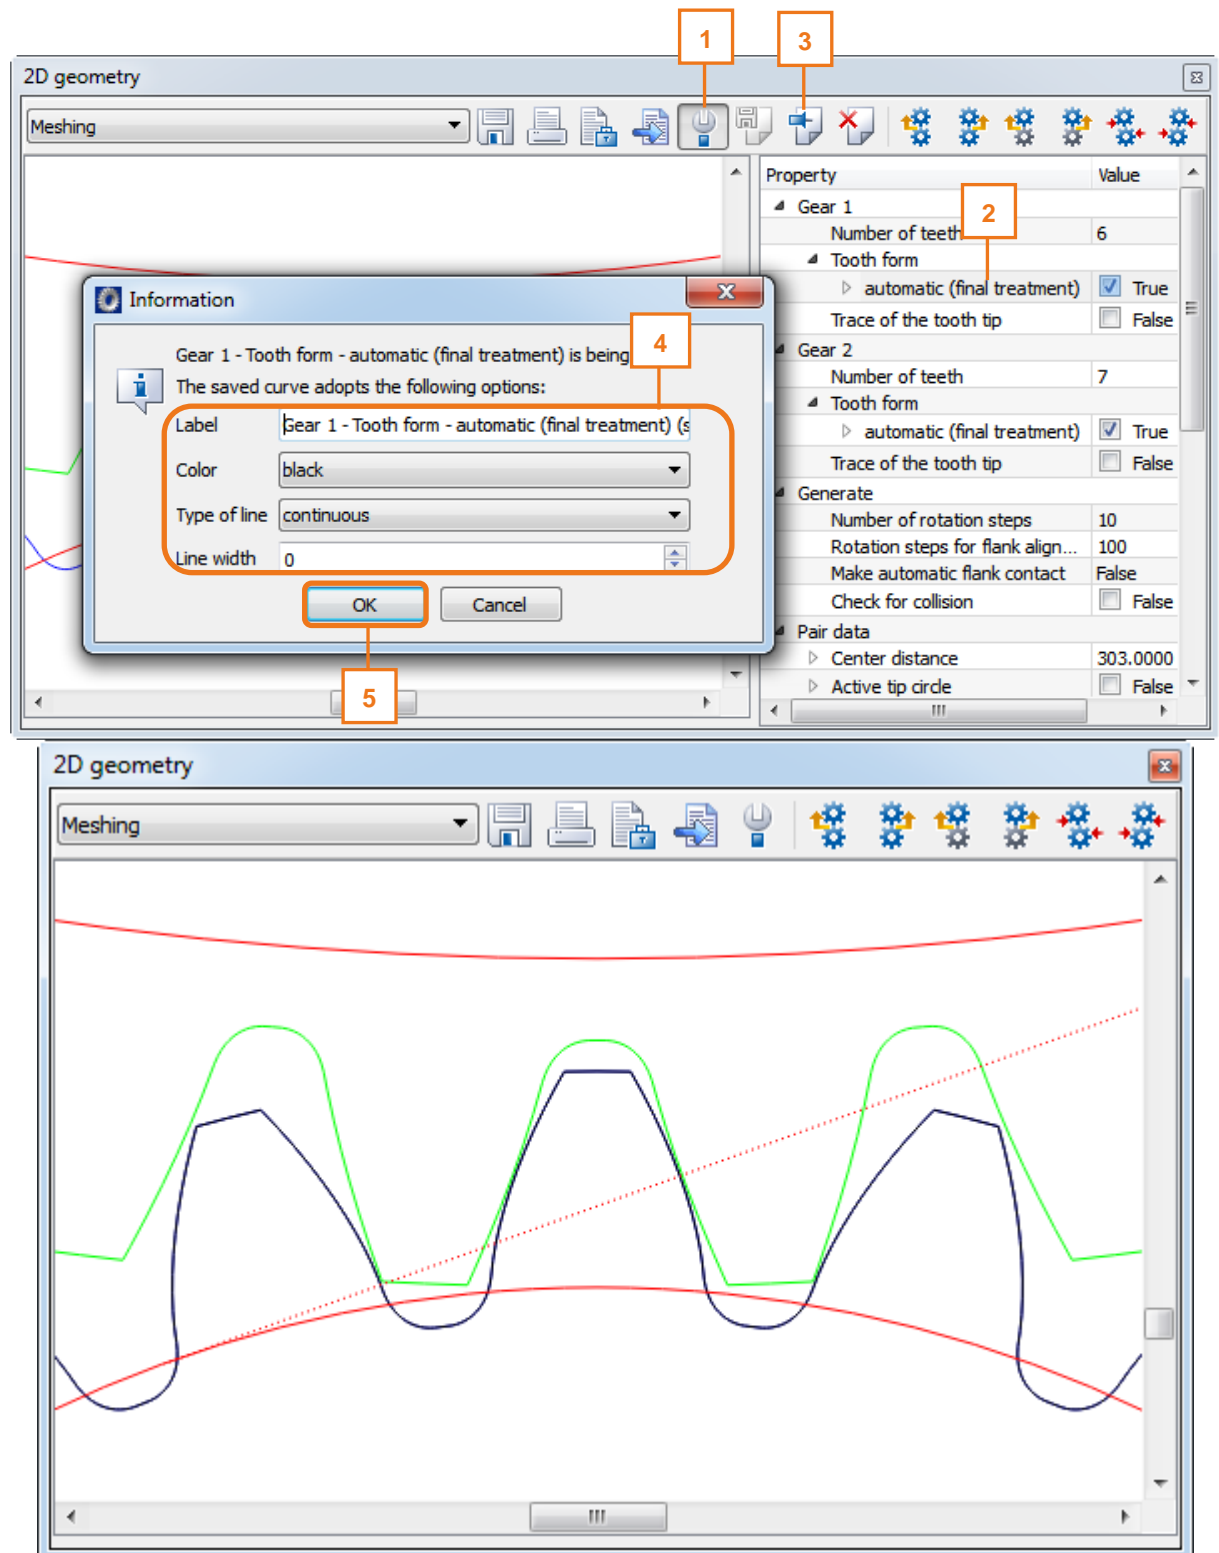 1
3
2D geometry
Meshing
Property
Value
Gear 1
2
Number of teeth
6
Tooth form
automatic (final treatment)
True
Trace of the tooth tip
False
Gear 2
Number of teeth
7
Tooth form
automatic (final treatment)
True
Trace of the tooth tip
False
Generate
Number of rotation steps
10
Rotation steps for flank align...
100
Make automatic flank contact
False
Check for collision
False
Pair data
Center distance
303.0000
Active tip circle
False
Information
4
Gear 1 - Tooth form - automatic (final treatment) is being
The saved curve adopts the following options:
Label
Gear 1 - Tooth form - automatic (final treatment) (s
Color
black
Type of line
continuous
Line width
0
OK
Cancel
5
2D geometry
Meshing